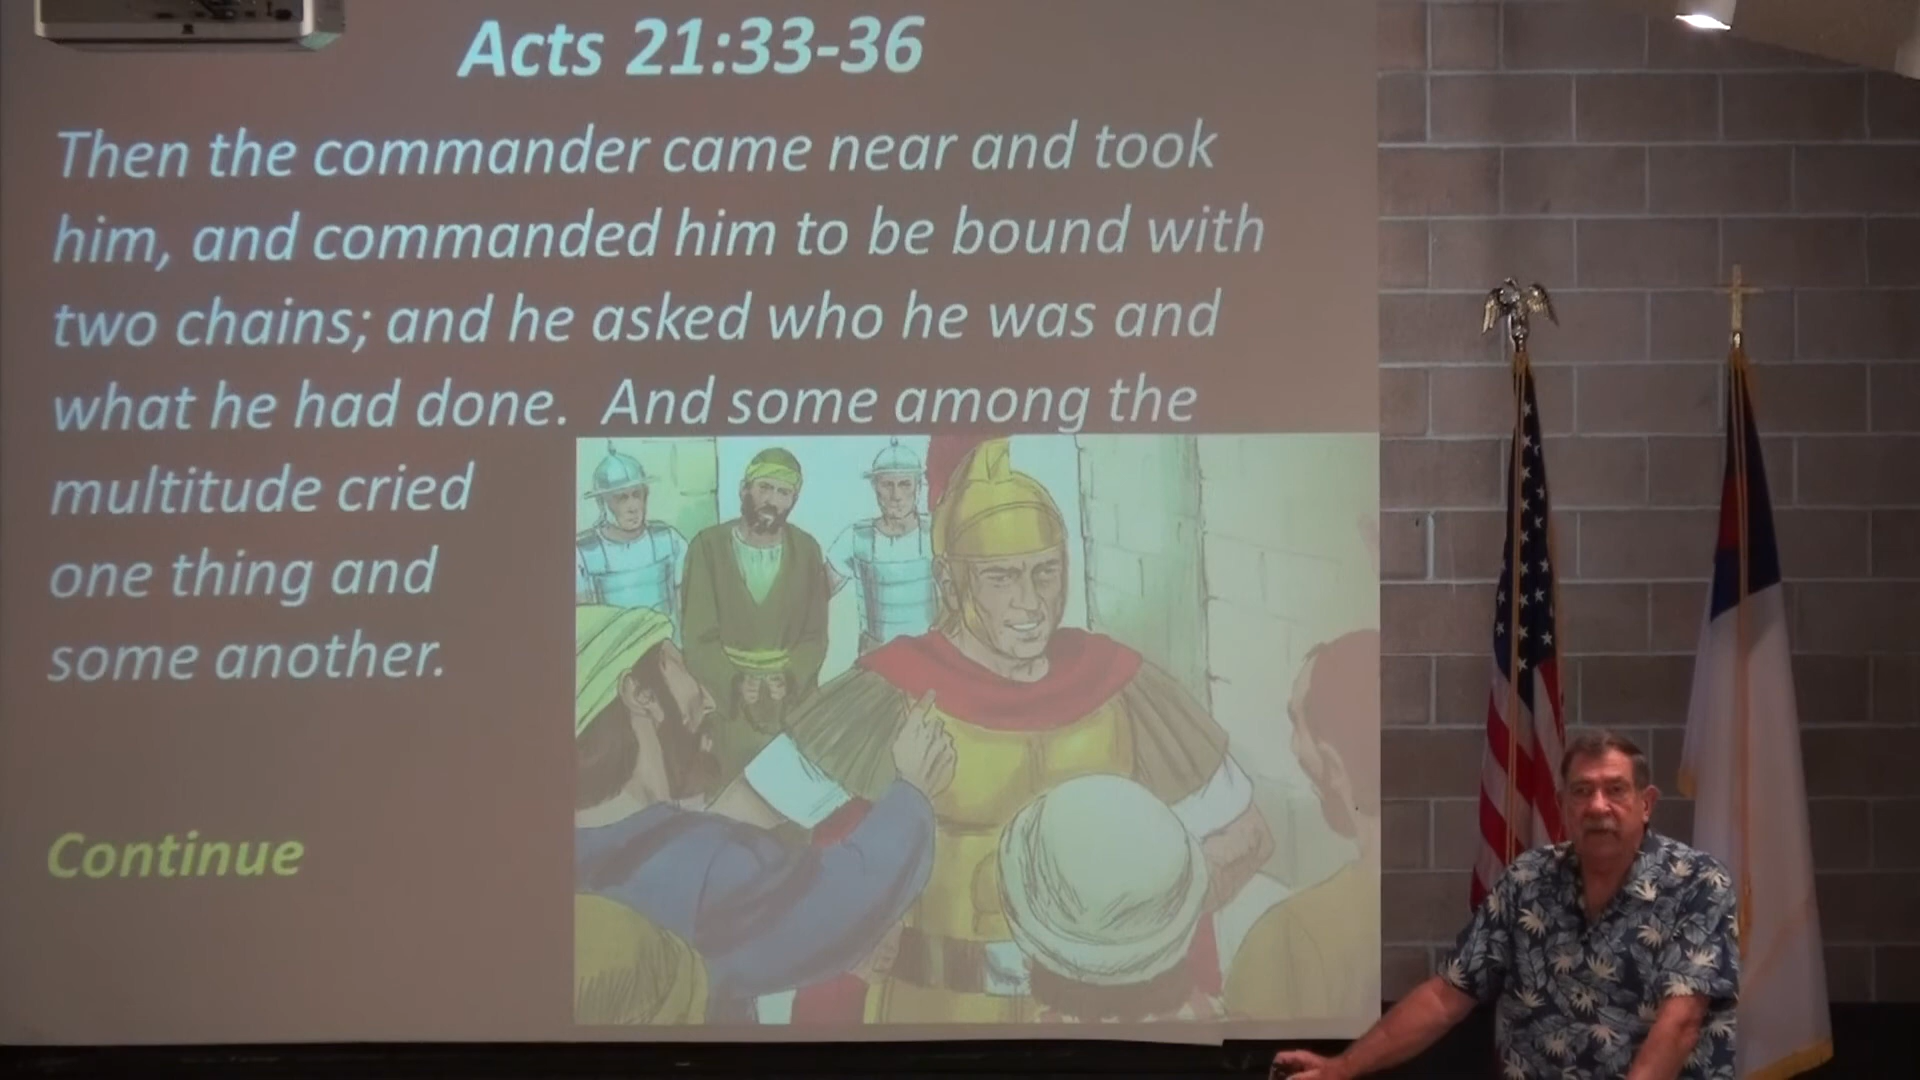 Acts 21:33-36
Then the commander came near and took
him, and commanded him to be bound with
two chains; and he asked who he was and
what he had done.  And some among the
multitude cried
one thing and
some another.
Continue